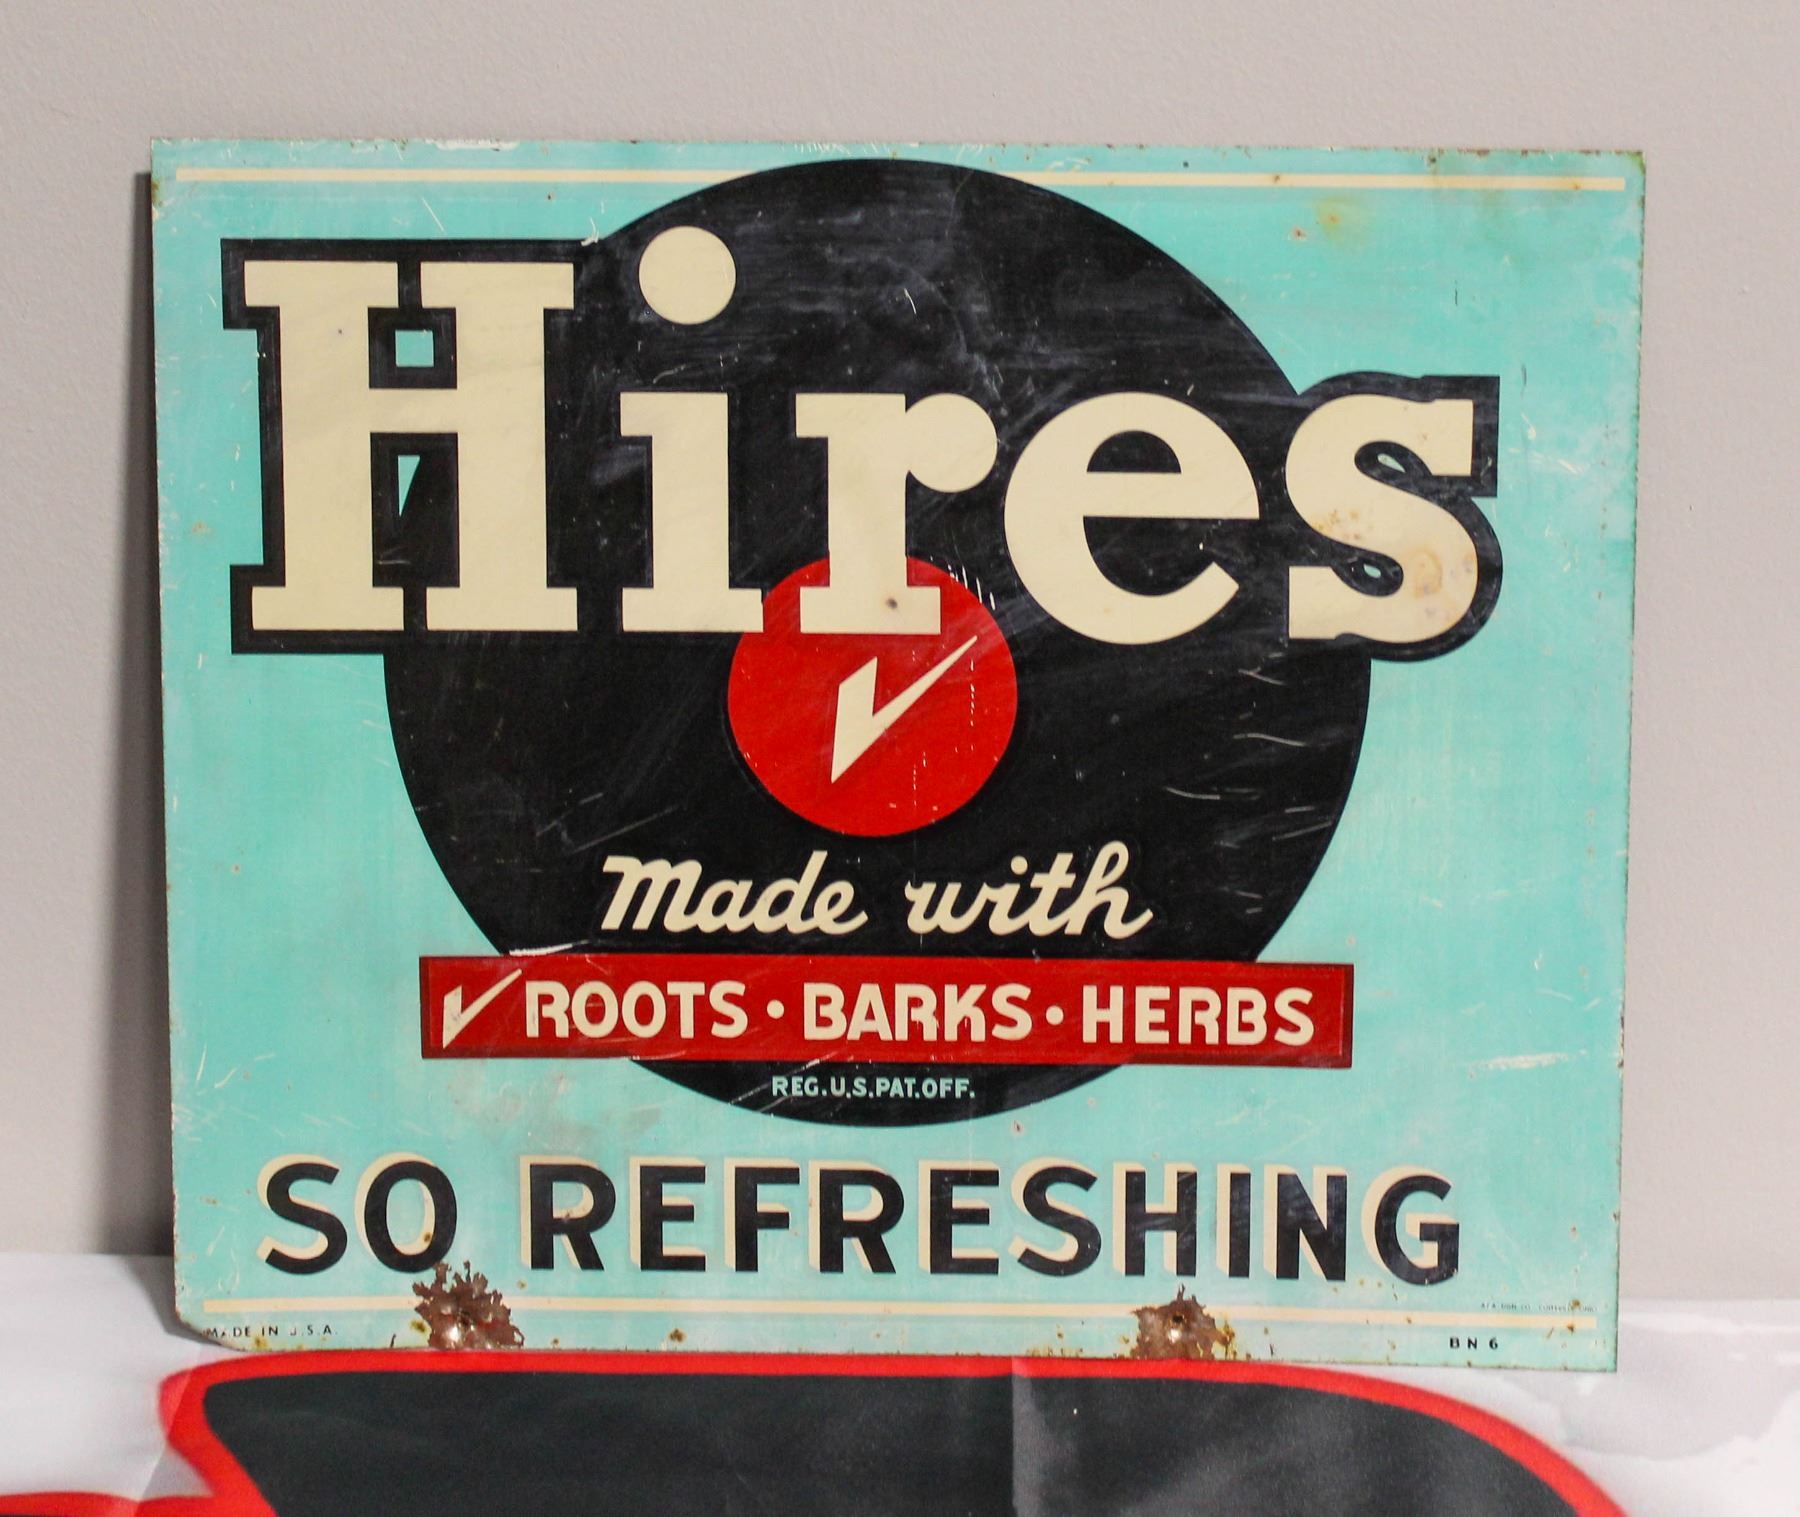 Hires
Made with
ROOTS • BARKS • HERBS
REG. U.S. PAT. OFF.
SO REFRESHING
MADE IN U.S.A.
BN 6